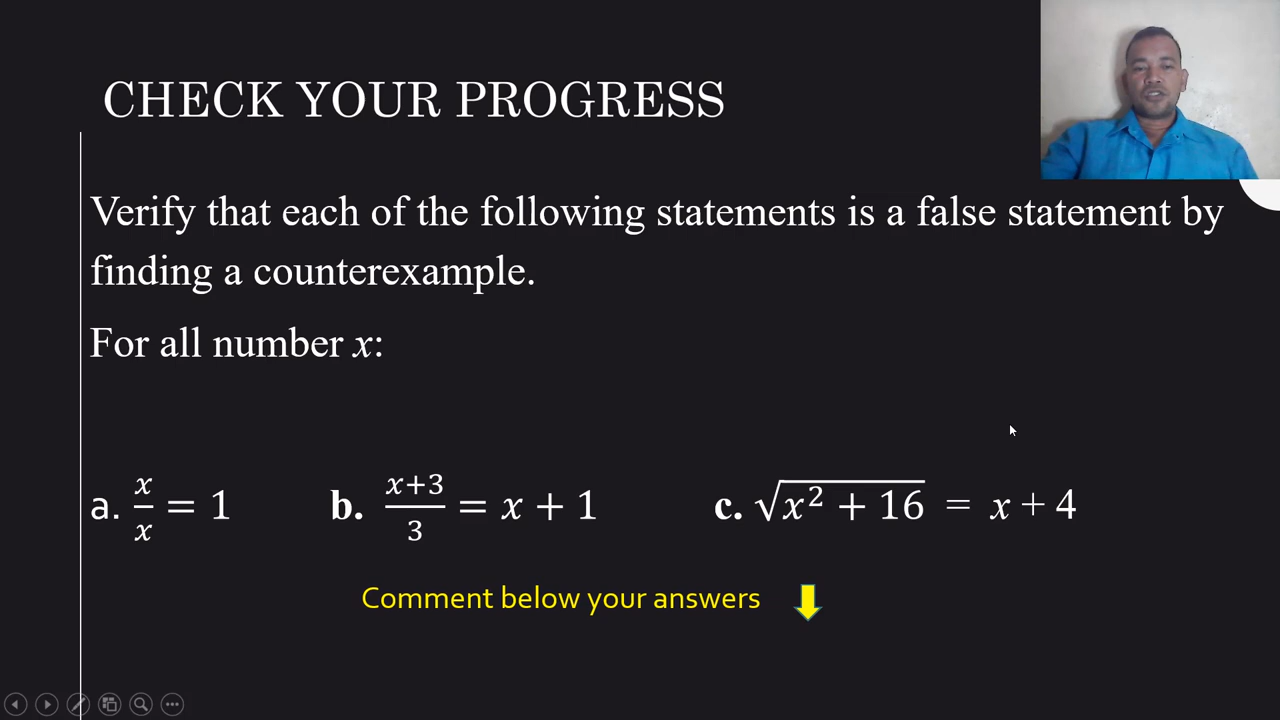 CHECK YOUR PROGRESS
Verify that each of the following statements is a false statement by
finding a counterexample.
For all number x:
a. x/x = 1 b. (x+3)/3 = x + 1 c. √(x² + 16) = x + 4
Comment below your answers